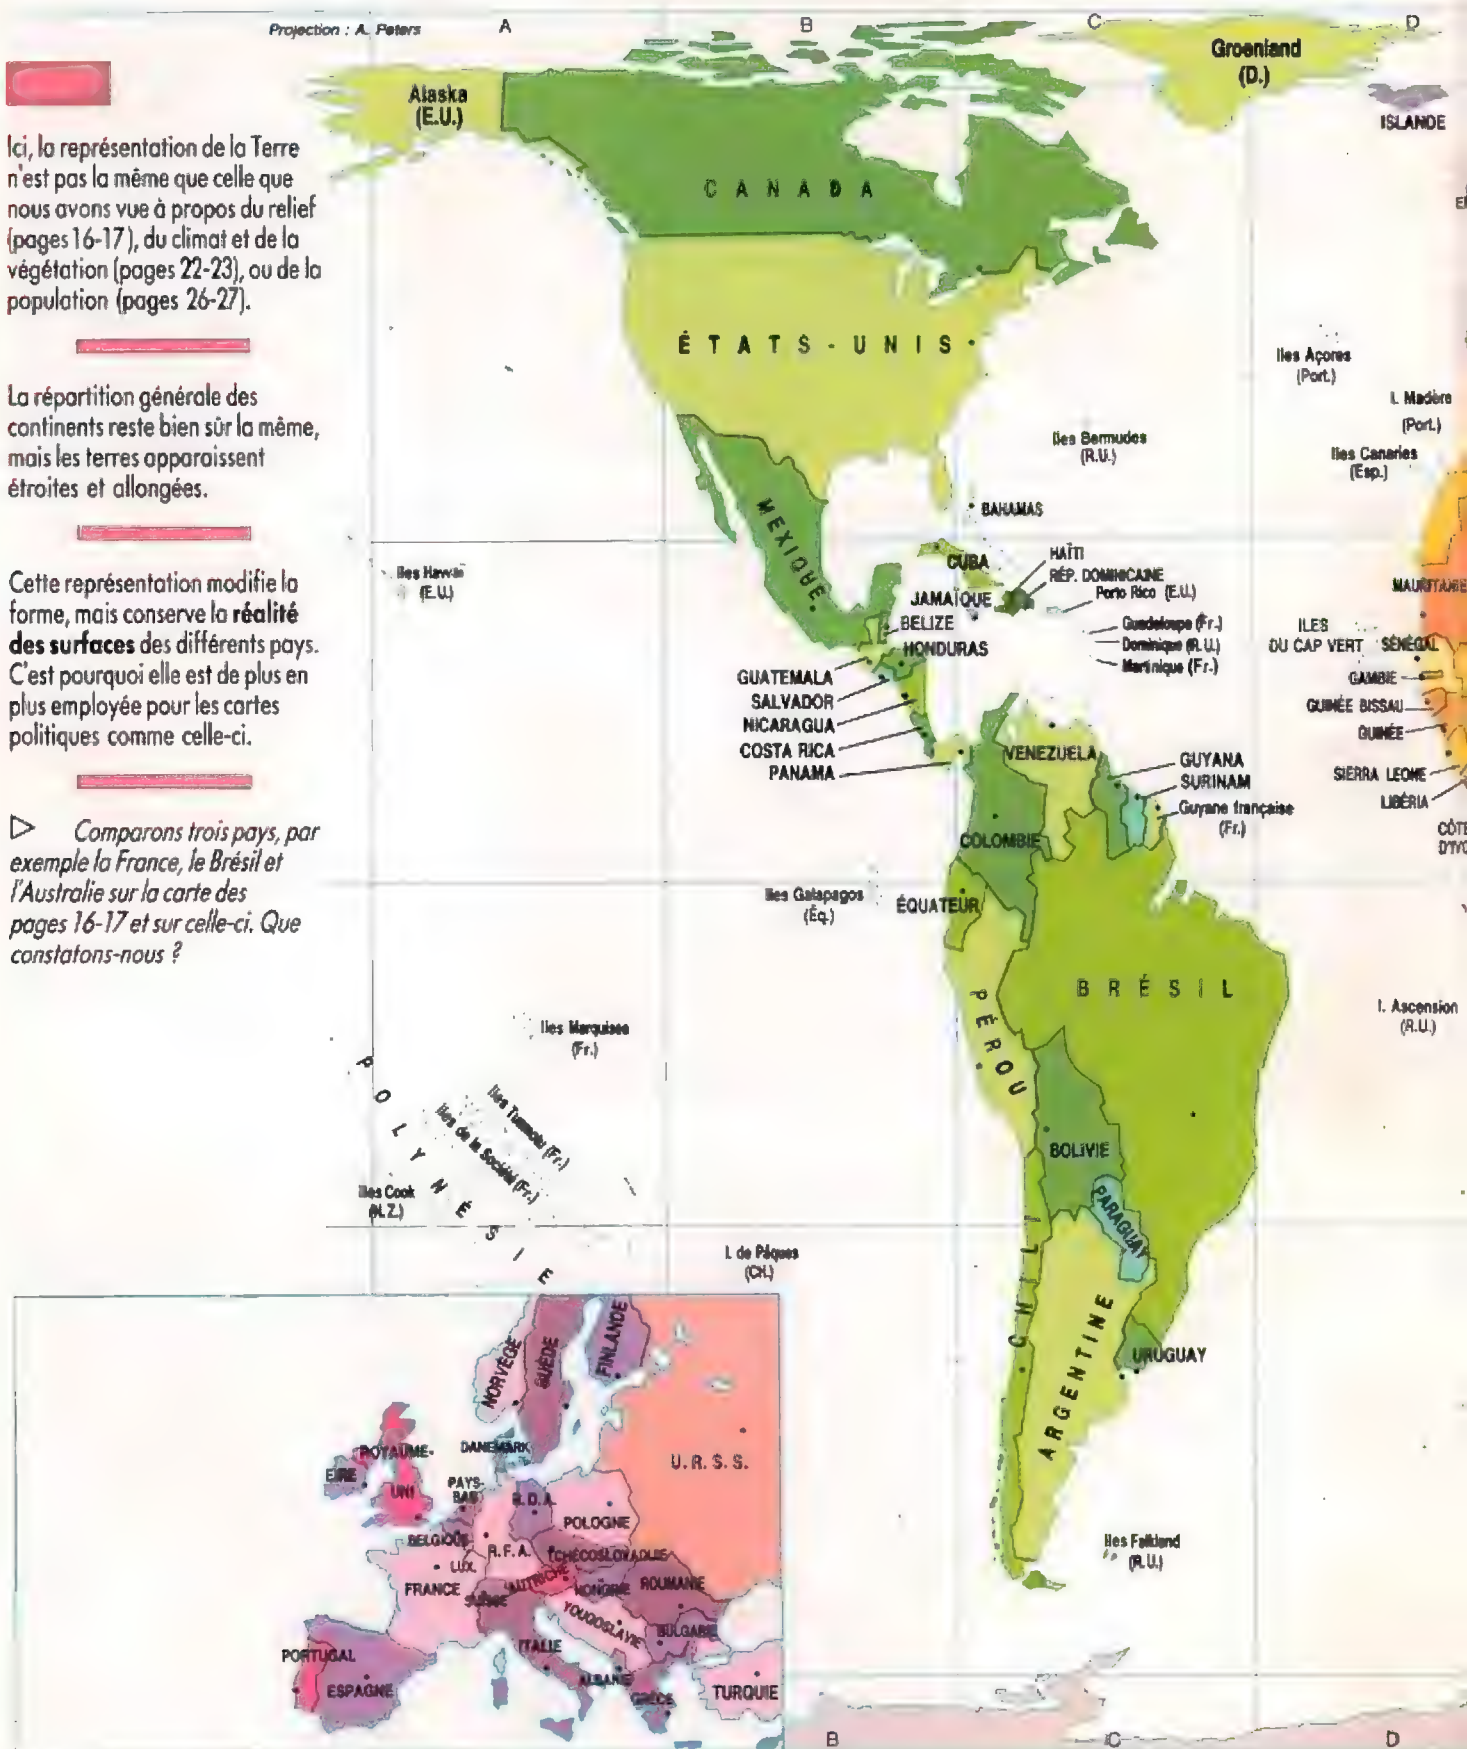 Projection : A. Peters
A
B
C
D
Ici, la représentation de la Terre
n'est pas la même que celle que
nous avons vue à propos du relief
(pages 16-17), du climat et de la
végétation (pages 22-23), ou de la
population (pages 26-27).
La répartition générale des
continents reste bien sûr la même,
mais les terres apparaissent
étroites et allongées.
Cette représentation modifie la
forme, mais conserve la réalité
des surfaces des différents pays.
C'est pourquoi elle est de plus en
plus employée pour les cartes
politiques comme celle-ci.
▷ Comparons trois pays, par
exemple la France, le Brésil et
l'Australie sur la carte des
pages 16-17 et sur celle-ci. Que
constatons-nous ?
Alaska
(E.U.)
Groenland
(D.)
ISLANDE
CANADA
ÉTATS-UNIS
Iles Açores
(Port.)
I. Madère
(Port.)
Iles Bermudes
(R.U.)
Iles Canaries
(Esp.)
MEXIQUE
BAHAMAS
Iles Hawaï
(E.U.)
CUBA
HAÏTI
RÉP. DOMINICAINE
Porto Rico (E.U.)
JAMAÏQUE
BELIZE
HONDURAS
Guadeloupe (Fr.)
Dominique (R.U.)
Martinique (Fr.)
MAURITANIE
ILES
DU CAP VERT
SÉNÉGAL
GAMBIE
GUINÉE BISSAU
GUINÉE
SIERRA LEONE
LIBÉRIA
CÔTE
GUATEMALA
SALVADOR
NICARAGUA
COSTA RICA
PANAMA
VENEZUELA
GUYANA
SURINAM
Guyane française
(Fr.)
COLOMBIE
Iles Galapagos
(Éq.)
ÉQUATEUR
BRÉSIL
PÉROU
I. Ascension
(R.U.)
Iles Marquises
(Fr.)
POLYNÉSIE
Iles Tuamotu (Fr.)
Iles de la Société (Fr.)
Iles Cook
(N.Z.)
BOLIVIE
PARAGUAY
I. de Pâques
(CH.)
CHILI
ARGENTINE
URUGUAY
Iles Falkland
(R.U.)
NORVÈGE
SUÈDE
FINLANDE
DANEMARK
U.R.S.S.
ROYAUME-
UNI
EIRE
PAYS-
BAS
R.D.A.
POLOGNE
BELGIQUE
LUX.
R.F.A.
TCHÉCOSLOVAQUIE
FRANCE
SUISSE
AUTRICHE
HONGRIE
ROUMANIE
YOUGOSLAVIE
BULGARIE
ITALIE
PORTUGAL
ESPAGNE
ALBANIE
GRÈCE
TURQUIE
B
C
D